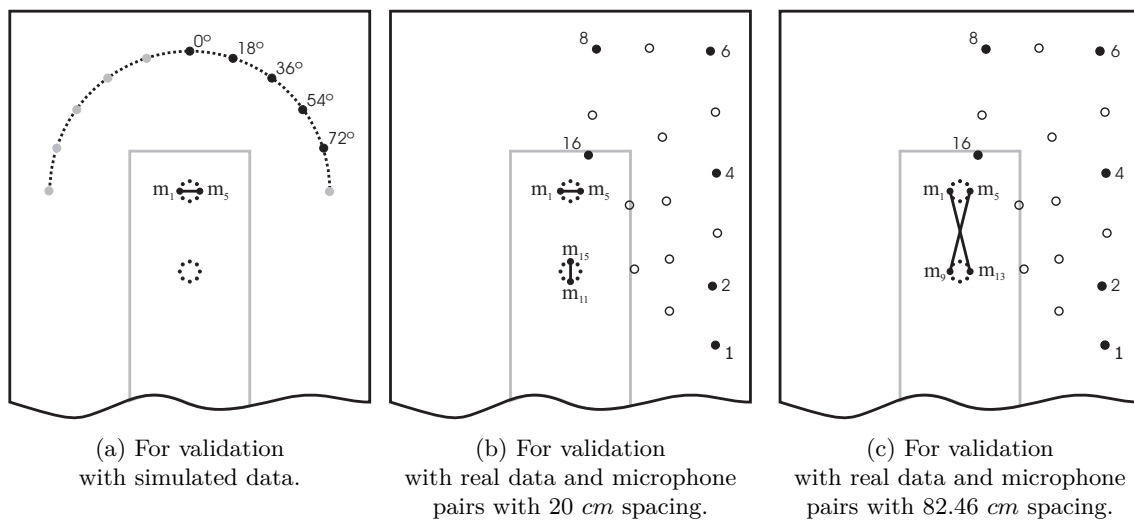 0°
18°
36°
54°
72°
m1 m5
(a) For validation
with simulated data.
8
6
16
4
m1 m5
m15
m11
2
1
(b) For validation
with real data and microphone
pairs with 20 cm spacing.
8
6
16
4
m1 m5
m9 m13
2
1
(c) For validation
with real data and microphone
pairs with 82.46 cm spacing.